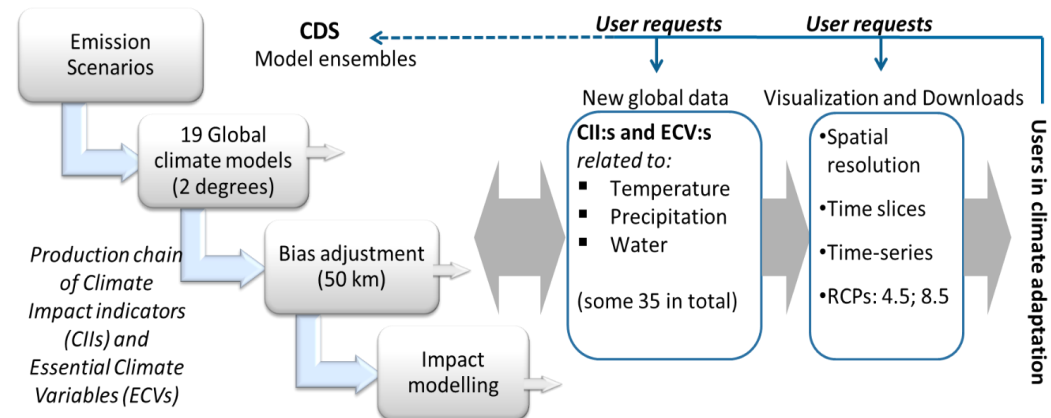 Emission
Scenarios
CDS
Model ensembles
User requests
User requests
19 Global
climate models
(2 degrees)
Bias adjustment
(50 km)
Impact
modelling
Production chain
of Climate
Impact indicators
(CIIs) and
Essential Climate
Variables (ECVs)
New global data
CII:s and ECV:s
related to:
▪ Temperature
▪ Precipitation
▪ Water
(some 35 in total)
Visualization and Downloads
•Spatial
resolution
•Time slices
•Time-series
•RCPs: 4.5; 8.5
Users in climate adaptation